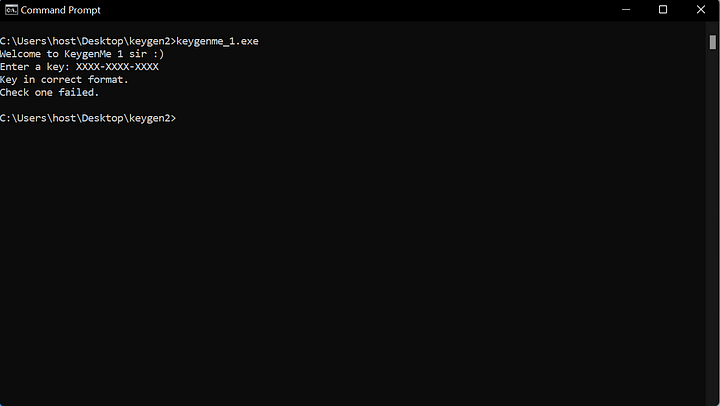 Command Prompt
C:\Users\host\Desktop\keygen2>keygenme_1.exe
Welcome to KeygenMe 1 sir :)
Enter a key: XXXX-XXXX-XXXX
Key in correct format.
Check one failed.
C:\Users\host\Desktop\keygen2>